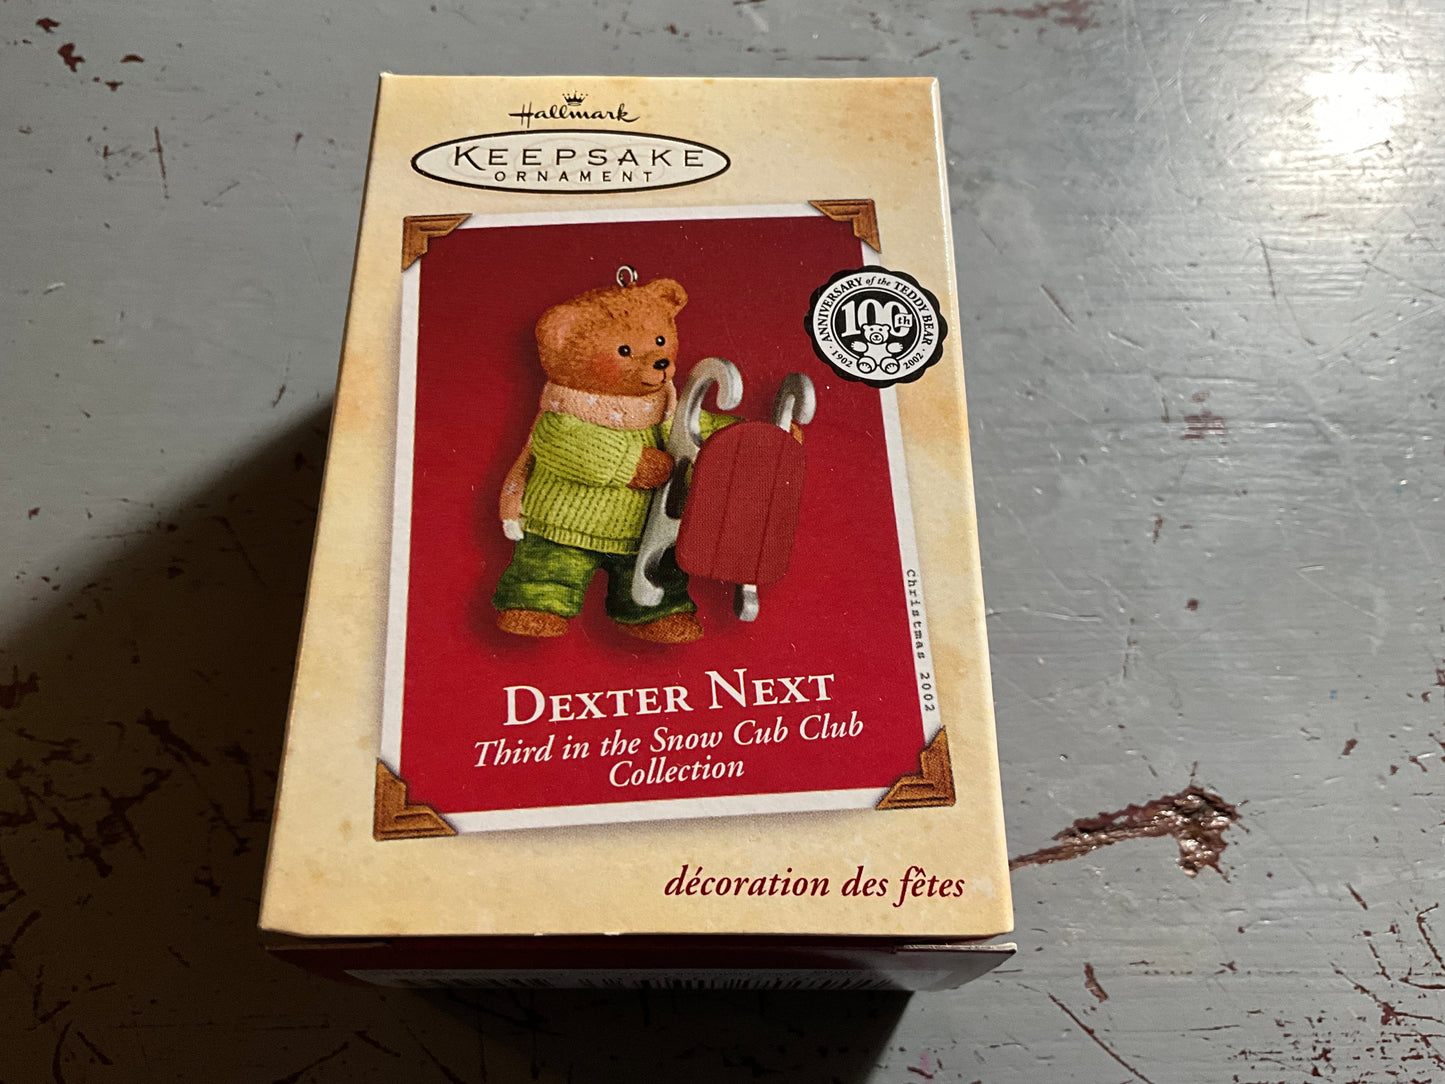 Hallmark
KEEPSAKE
ORNAMENT
ANNIVERSARY of the TEDDY BEAR
100th
· 1902 · 2002 ·
Christmas 2002
DEXTER NEXT
Third in the Snow Cub Club
Collection
décoration des fêtes